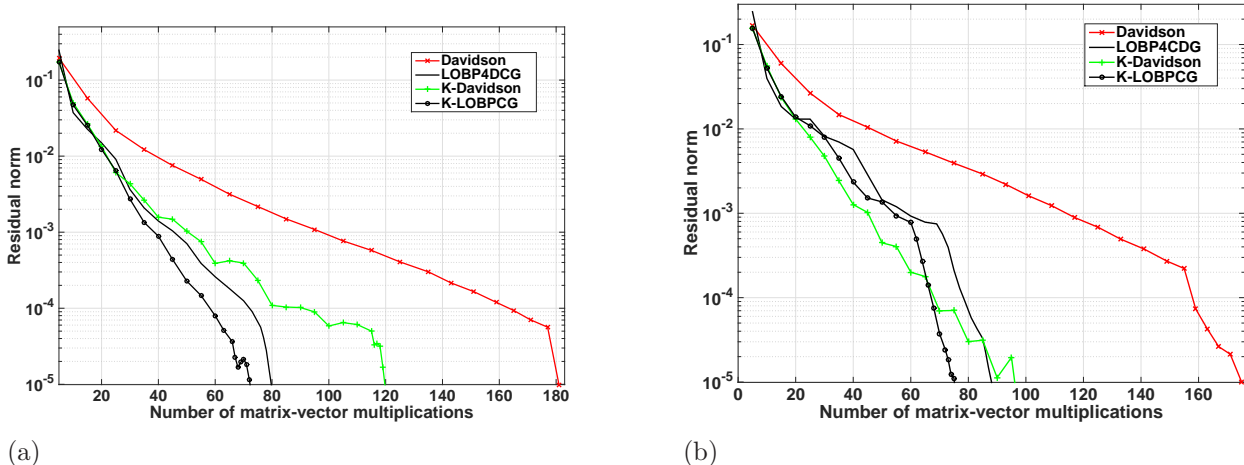 10^-1
10^-2
10^-3
10^-4
10^-5
Residual norm
20 40 60 80 100 120 140 160 180
Number of matrix-vector multiplications
Davidson
LOBP4DCG
K-Davidson
K-LOBPCG
(a)
10^-1
10^-2
10^-3
10^-4
10^-5
Residual norm
0 20 40 60 80 100 120 140 160
Number of matrix-vector multiplications
Davidson
LOBP4CDG
K-Davidson
K-LOBPCG
(b)